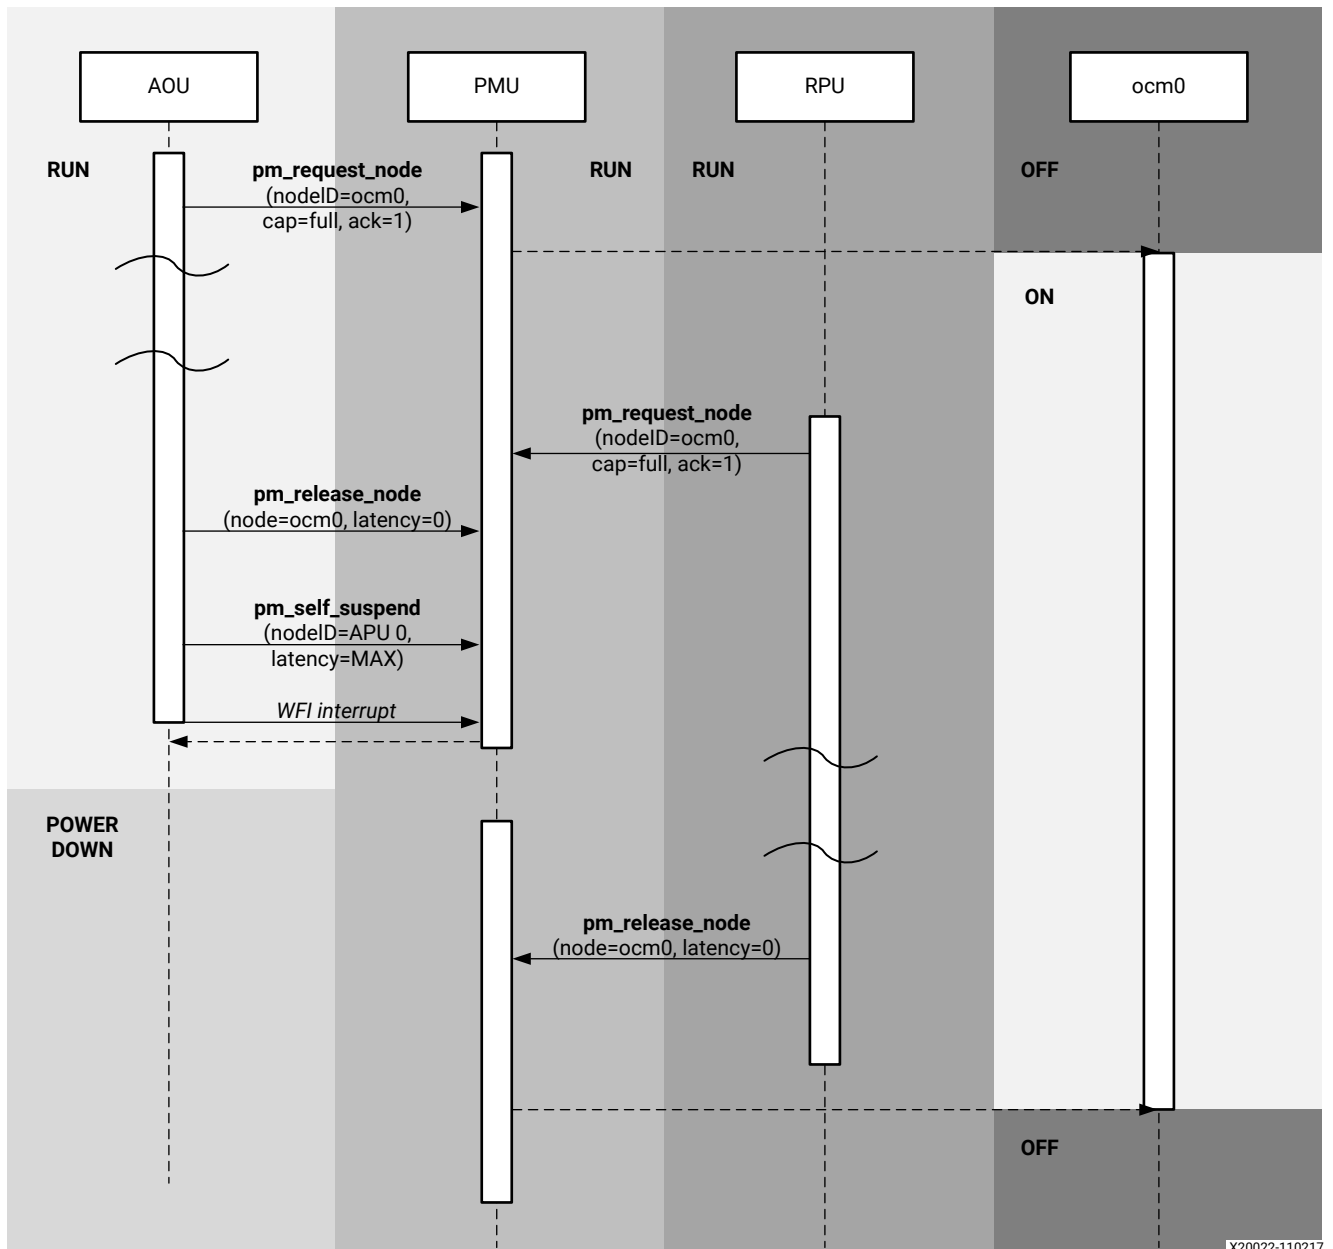 AOU
PMU
RPU
ocm0
RUN
pm_request_node
(nodeID=ocm0,
cap=full, ack=1)
RUN
RUN
OFF
ON
pm_request_node
(nodeID=ocm0,
cap=full, ack=1)
pm_release_node
(node=ocm0, latency=0)
pm_self_suspend
(nodeID=APU 0,
latency=MAX)
WFI interrupt
POWER
DOWN
pm_release_node
(node=ocm0, latency=0)
OFF
X20022-110217